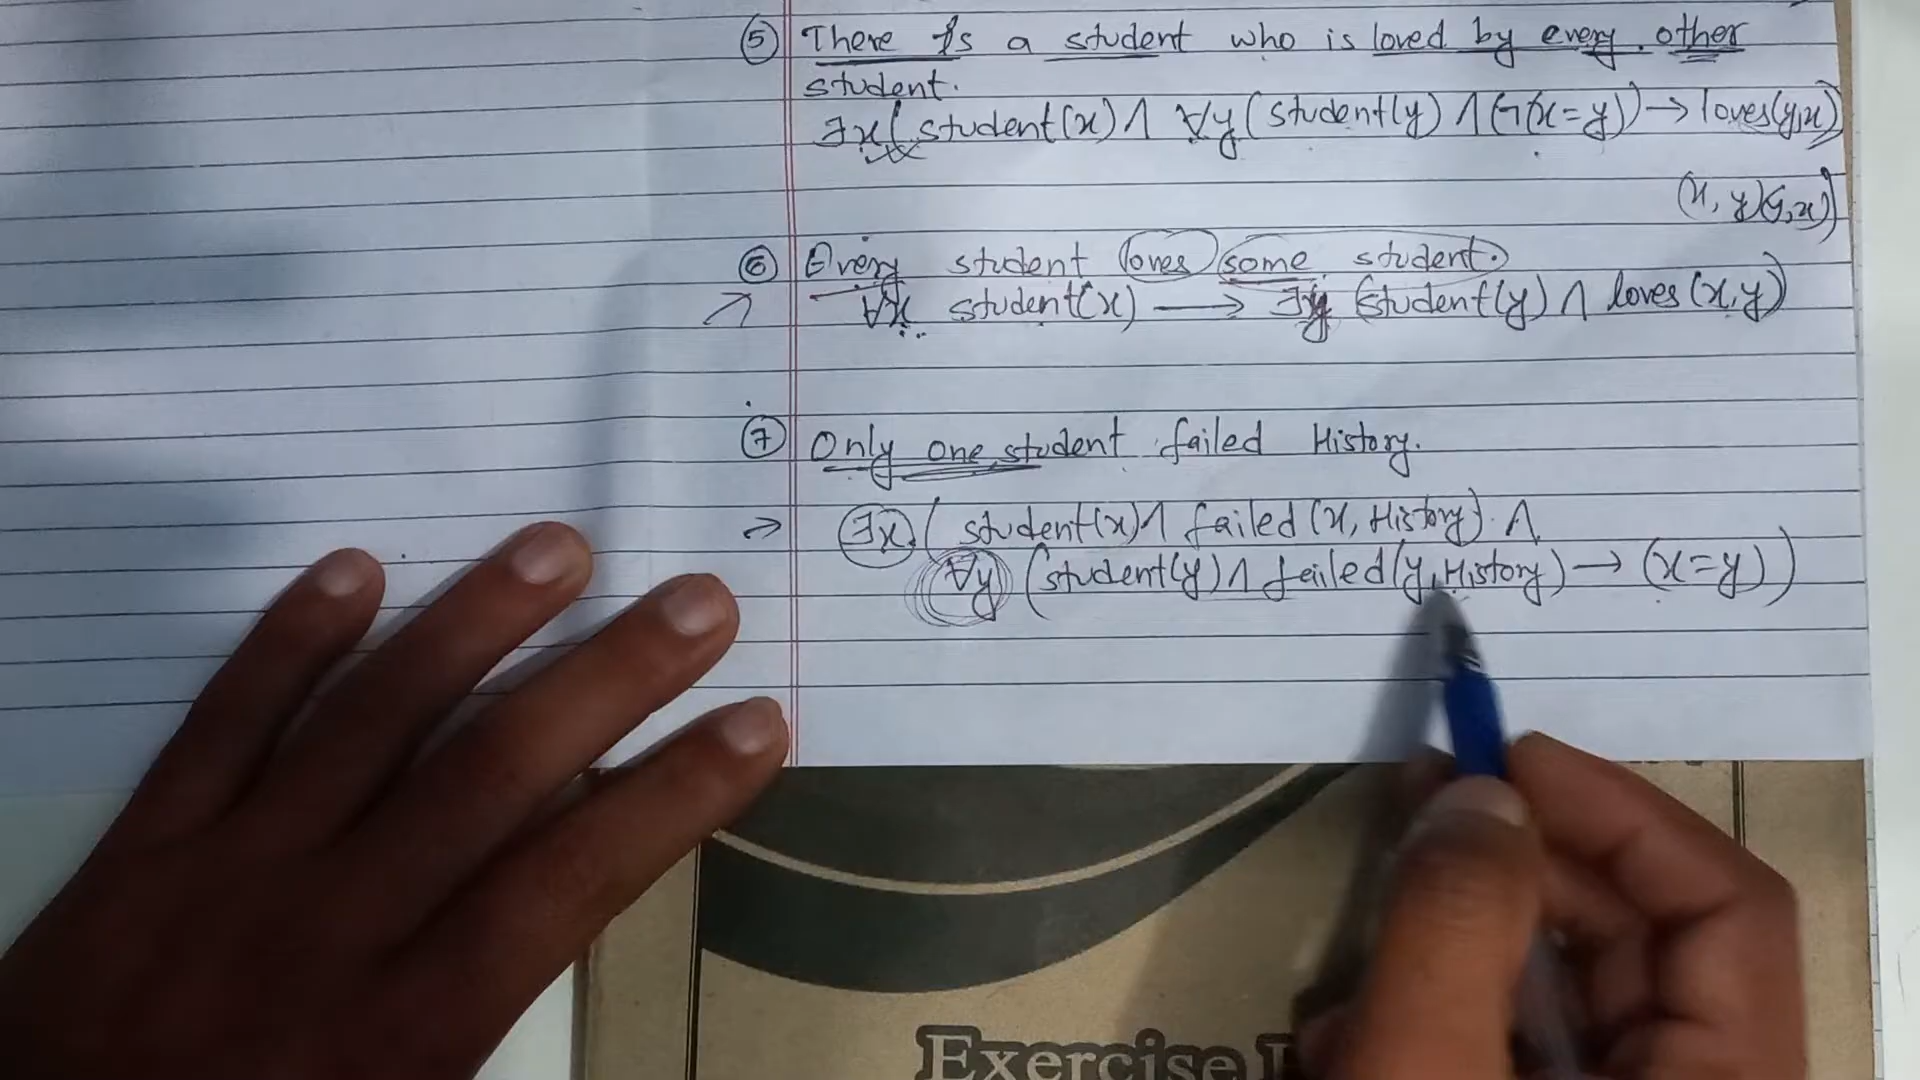 ⑤ There is a student who is loved by every other
student.
∃x( student(x) ∧ ∀y (student(y) ∧ (¬(x=y)) → loves(y,x)
(x, y)(y,x))
⑥ Every student loves some student.
∀x student(x) → ∃y (student(y) ∧ loves (x,y)
⑦ Only one student failed History.
⇒ ∃x ( student(x) ∧ failed (x, History) ∧
∀y (student(y) ∧ failed(y, History) → (x=y))
Exercise